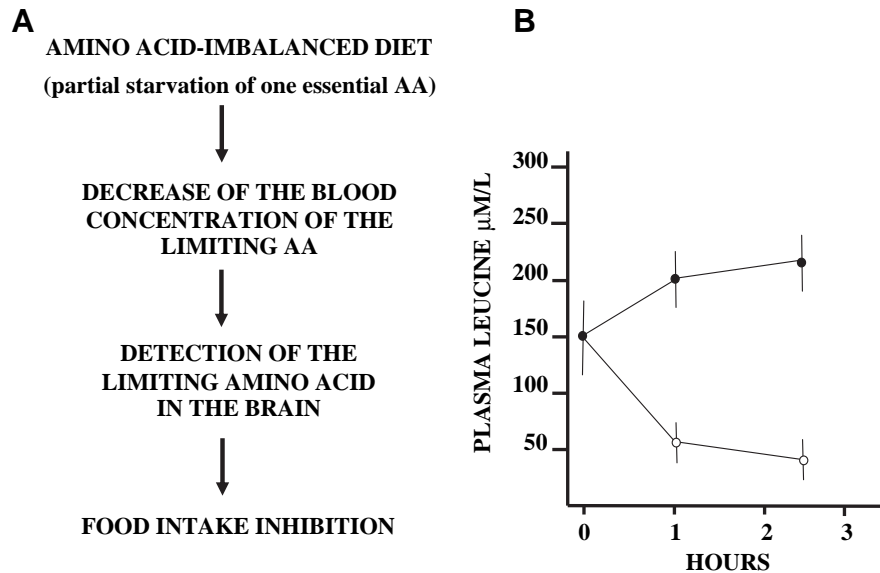 A
AMINO ACID-IMBALANCED DIET
(partial starvation of one essential AA)
DECREASE OF THE BLOOD
CONCENTRATION OF THE
LIMITING AA
DETECTION OF THE
LIMITING AMINO ACID
IN THE BRAIN
FOOD INTAKE INHIBITION
B
PLASMA LEUCINE μM/L
300
250
200
150
100
50
0 1 2 3
HOURS